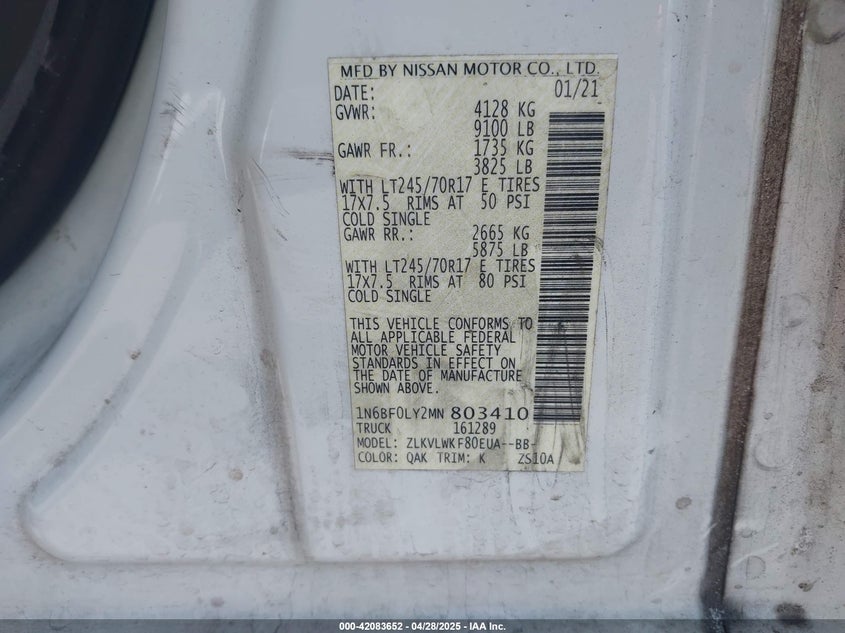 MFD BY NISSAN MOTOR CO., LTD.
DATE: 01/21
GVWR: 4128 KG
9100 LB
GAWR FR.: 1735 KG
3825 LB
WITH LT245/70R17 E TIRES
17X7.5 RIMS AT 50 PSI
COLD SINGLE
GAWR RR.: 2665 KG
5875 LB
WITH LT245/70R17 E TIRES
17X7.5 RIMS AT 80 PSI
COLD SINGLE
THIS VEHICLE CONFORMS TO
ALL APPLICABLE FEDERAL
MOTOR VEHICLE SAFETY
STANDARDS IN EFFECT ON
THE DATE OF MANUFACTURE
SHOWN ABOVE.
1N6BF0LY2MN 803410
TRUCK 161289
MODEL: ZLKVLWKF80EUA--BB-
COLOR: QAK TRIM: K ZS10A
000-42083652 / 04/28/2025 - IAA Inc.